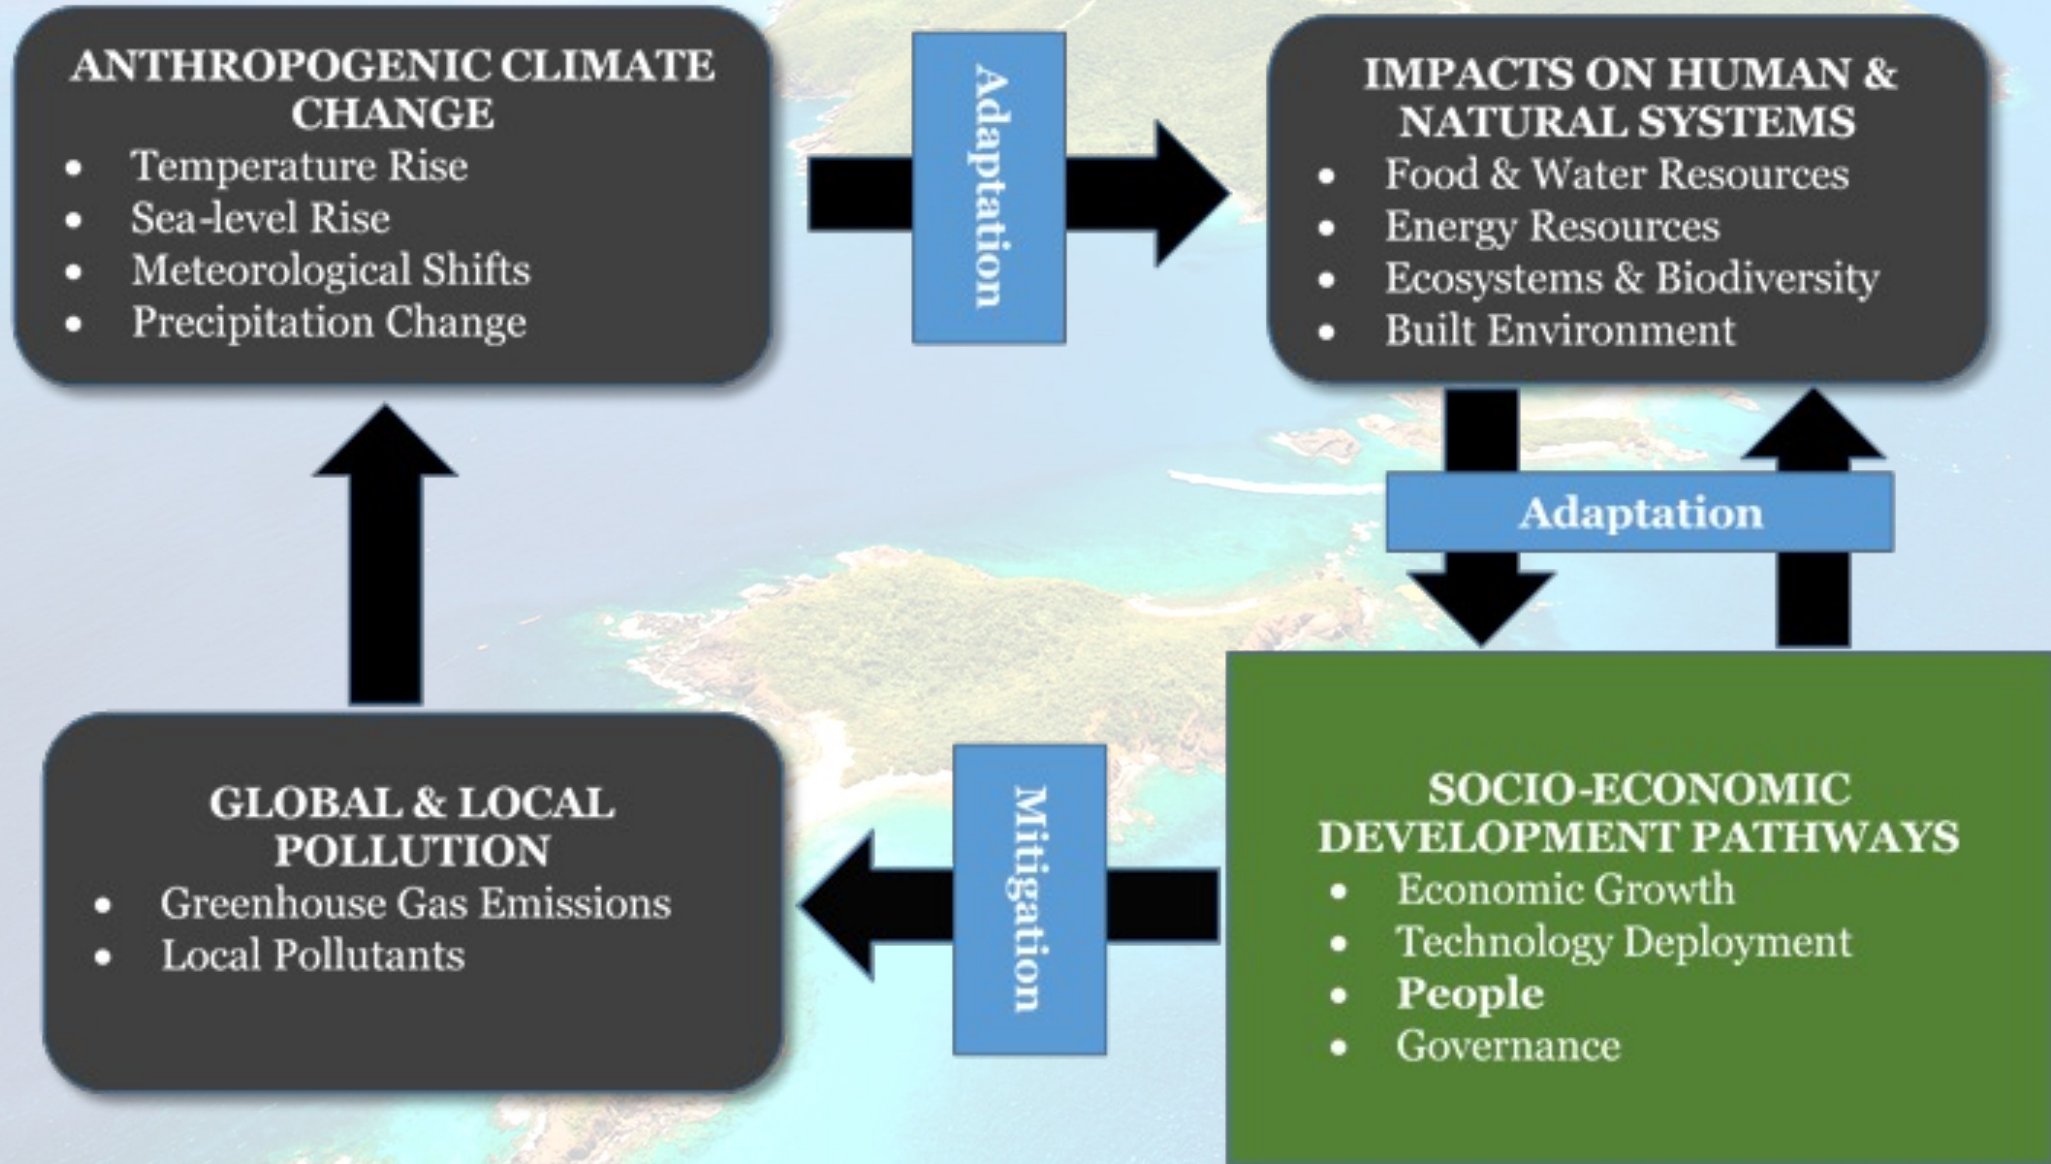 ANTHROPOGENIC CLIMATE
CHANGE
• Temperature Rise
• Sea-level Rise
• Meteorological Shifts
• Precipitation Change
Adaptation
IMPACTS ON HUMAN &
NATURAL SYSTEMS
• Food & Water Resources
• Energy Resources
• Ecosystems & Biodiversity
• Built Environment
Adaptation
GLOBAL & LOCAL
POLLUTION
• Greenhouse Gas Emissions
• Local Pollutants
Mitigation
SOCIO-ECONOMIC
DEVELOPMENT PATHWAYS
• Economic Growth
• Technology Deployment
• People
• Governance